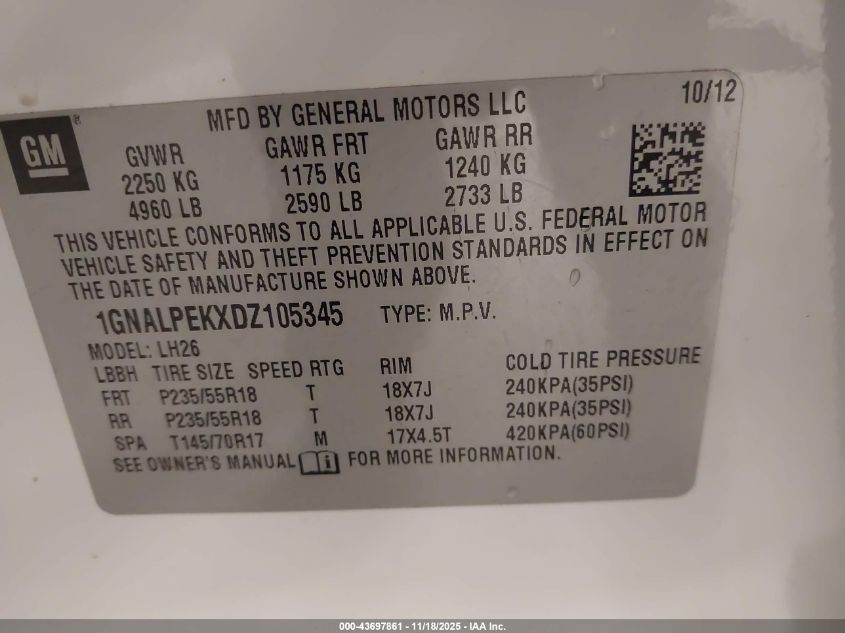 MFD BY GENERAL MOTORS LLC 10/12
GM ®
GVWR GAWR FRT GAWR RR
2250 KG 1175 KG 1240 KG
4960 LB 2590 LB 2733 LB
THIS VEHICLE CONFORMS TO ALL APPLICABLE U.S. FEDERAL MOTOR
VEHICLE SAFETY AND THEFT PREVENTION STANDARDS IN EFFECT ON
THE DATE OF MANUFACTURE SHOWN ABOVE.
1GNALPEKXDZ105345 TYPE: M.P.V.
MODEL: LH26
LBBH TIRE SIZE SPEED RTG RIM COLD TIRE PRESSURE
FRT P235/55R18 T 18X7J 240KPA(35PSI)
RR P235/55R18 T 18X7J 240KPA(35PSI)
SPA T145/70R17 M 17X4.5T 420KPA(60PSI)
SEE OWNER'S MANUAL i FOR MORE INFORMATION.
000-43697861 - 11/18/2025 - IAA Inc.